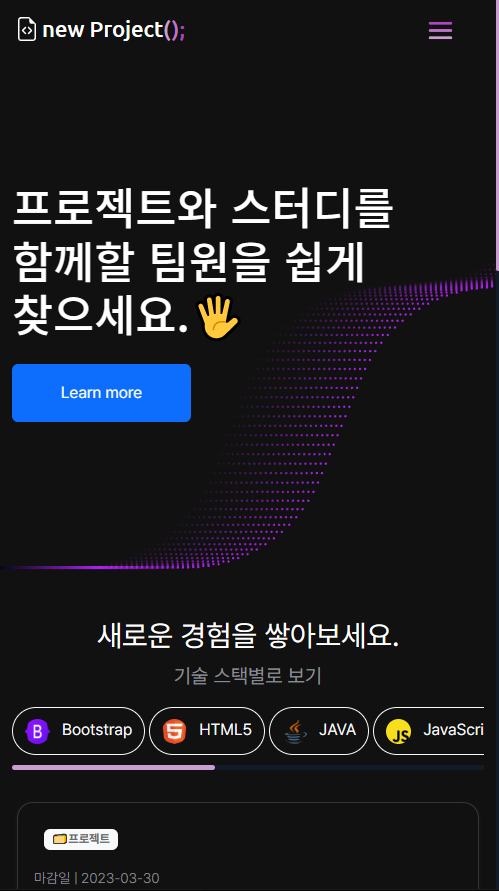 new Project();
프로젝트와 스터디를
함께할 팀원을 쉽게
찾으세요.🖐
Learn more
새로운 경험을 쌓아보세요.
기술 스택별로 보기
Bootstrap HTML5 JAVA JavaScri
프로젝트
마감일 | 2023-03-30